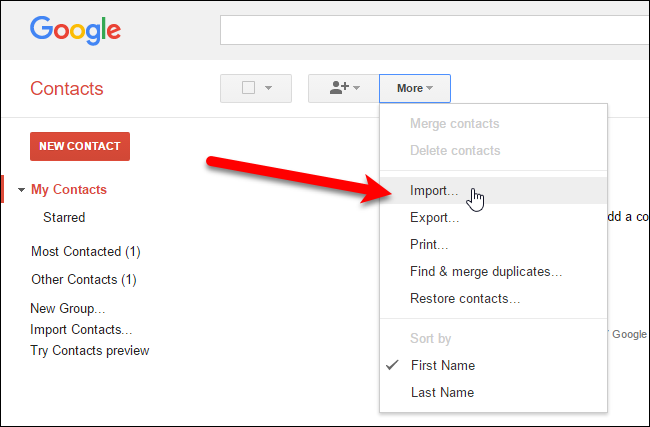 Google
Contacts
More
NEW CONTACT
My Contacts
Starred
Most Contacted (1)
Other Contacts (1)
New Group...
Import Contacts...
Try Contacts preview
Merge contacts
Delete contacts
Import...
Export...
Print...
Find & merge duplicates...
Restore contacts...
Sort by
First Name
Last Name
dd a co
Google